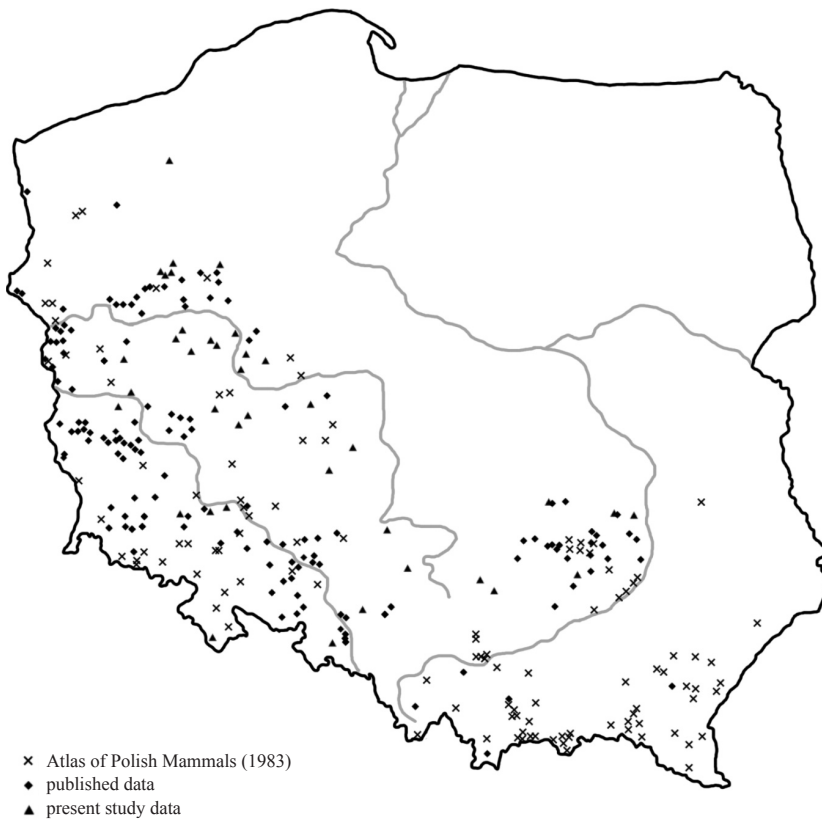 Atlas of Polish Mammals (1983)
published data
present study data